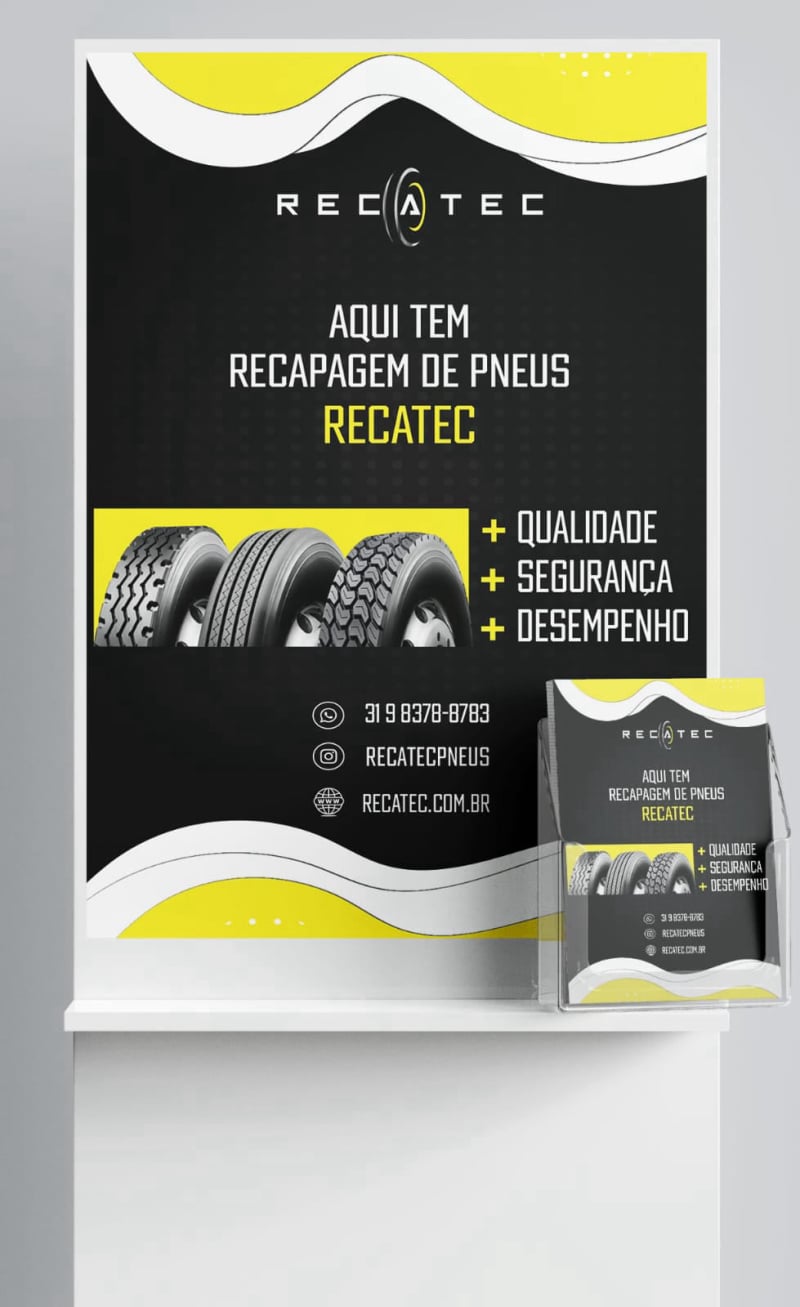 RECATEC
AQUI TEM
RECAPAGEM DE PNEUS
RECATEC
+ QUALIDADE
+ SEGURANÇA
+ DESEMPENHO
31 9 8378-8783
RECATECPNEUS
WWW
RECATEC.COM.BR
RECATEC
AQUI TEM
RECAPAGEM DE PNEUS
RECATEC
+ QUALIDADE
+ SEGURANÇA
+ DESEMPENHO
31 9 8378-8783
RECATECPNEUS
RECATEC.COM.BR